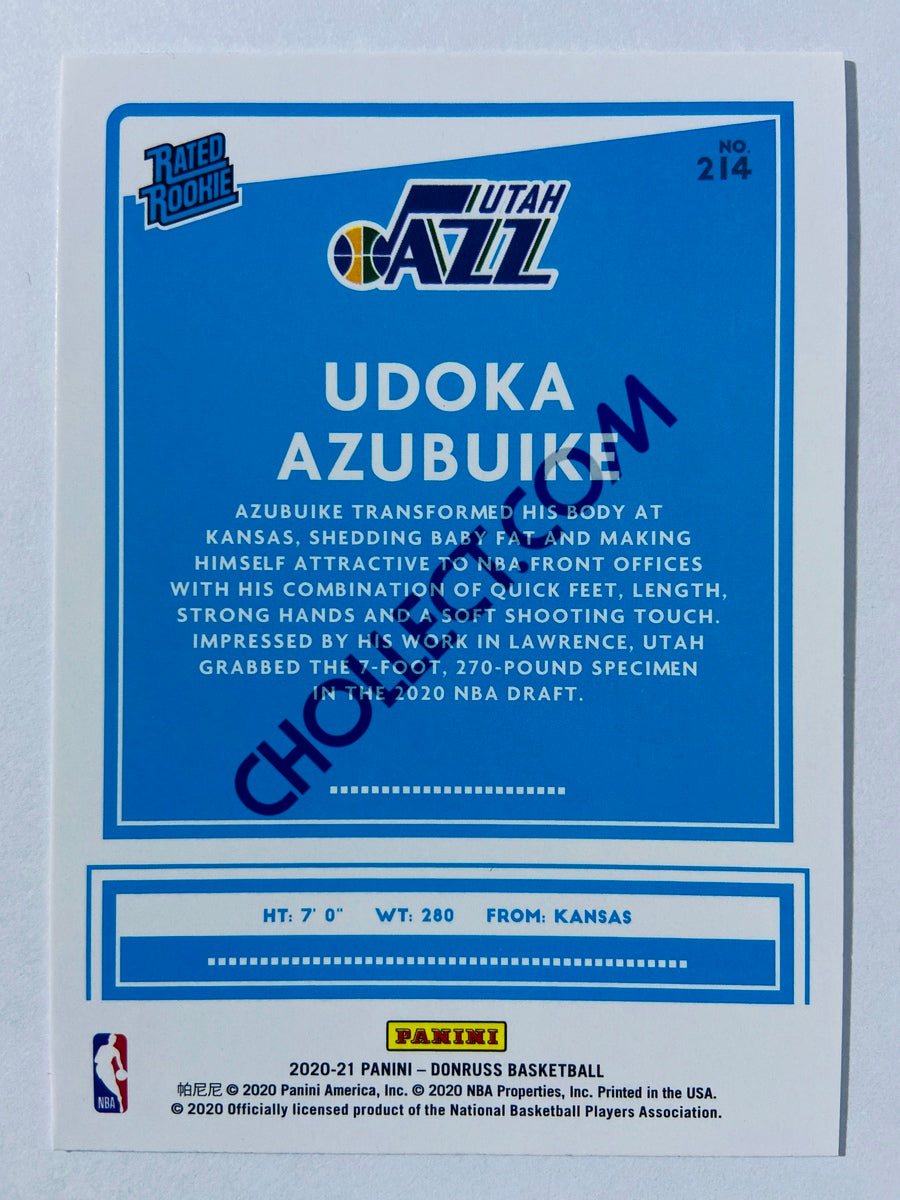 RATED
ROOKIE
NO.
214
UTAH
JAZZ
UDOKA
AZUBUIKE
AZUBUIKE TRANSFORMED HIS BODY AT
KANSAS, SHEDDING BABY FAT AND MAKING
HIMSELF ATTRACTIVE TO NBA FRONT OFFICES
WITH HIS COMBINATION OF QUICK FEET, LENGTH,
STRONG HANDS AND A SOFT SHOOTING TOUCH.
IMPRESSED BY HIS WORK IN LAWRENCE, UTAH
GRABBED THE 7-FOOT, 270-POUND SPECIMEN
IN THE 2020 NBA DRAFT.
CHOLLECT.COM
HT: 7' 0" WT: 280 FROM: KANSAS
PANINI
2020-21 PANINI – DONRUSS BASKETBALL
帕尼尼 © 2020 Panini America, Inc. © 2020 NBA Properties, Inc. Printed in the USA.
© 2020 Officially licensed product of the National Basketball Players Association.
NBA